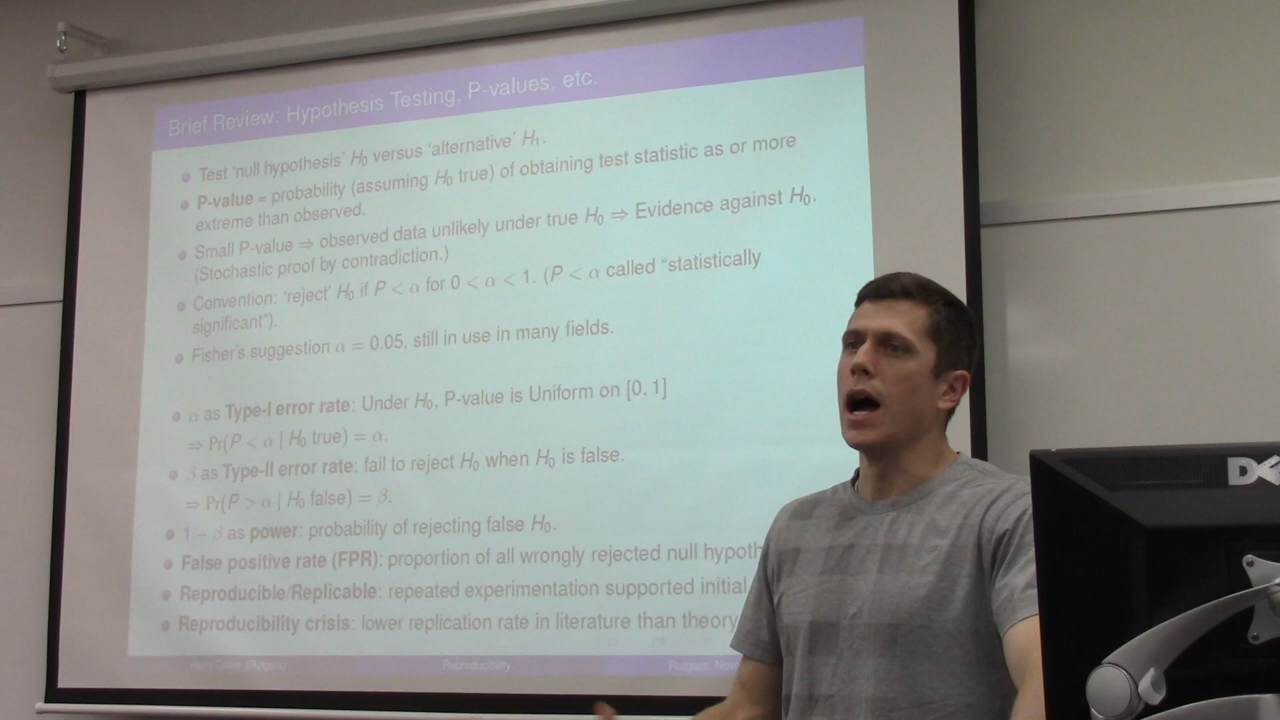 Brief Review: Hypothesis Testing, P-values, etc.
Test 'null hypothesis' H₀ versus 'alternative' H₁.
P-value = probability (assuming H₀ true) of obtaining test statistic as or more
extreme than observed.
Small P-value ⇒ observed data unlikely under true H₀ ⇒ Evidence against H₀.
(Stochastic proof by contradiction.)
Convention: 'reject' H₀ if P < α for 0 < α < 1. (P < α called "statistically
significant").
Fisher's suggestion α = 0.05, still in use in many fields.
α as Type-I error rate: Under H₀, P-value is Uniform on [0, 1]
⇒ Pr(P < α | H₀ true) = α.
β as Type-II error rate: fail to reject H₀ when H₀ is false.
⇒ Pr(P > α | H₀ false) = β.
1 − β as power: probability of rejecting false H₀.
False positive rate (FPR): proportion of all wrongly rejected null hypoth
Reproducible/Replicable: repeated experimentation supported initial
Reproducibility crisis: lower replication rate in literature than theory
Harry Crane (Rutgers)
Reproducibility
Rutgers, Nove
DE